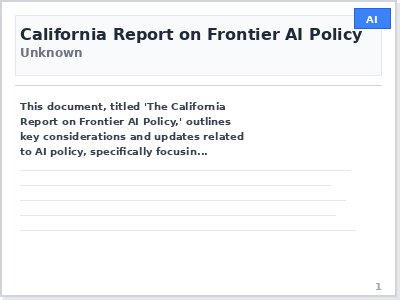 AI
California Report on Frontier AI Policy
Unknown
This document, titled 'The California
Report on Frontier AI Policy,' outlines
key considerations and updates related
to AI policy, specifically focusin...
1